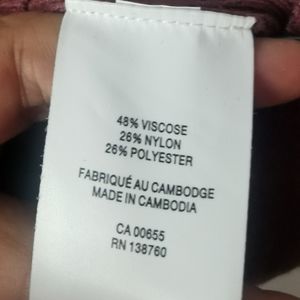 48% VISCOSE
26% NYLON
26% POLYESTER
FABRIQUÉ AU CAMBODGE
MADE IN CAMBODIA
CA 00655
RN 138760